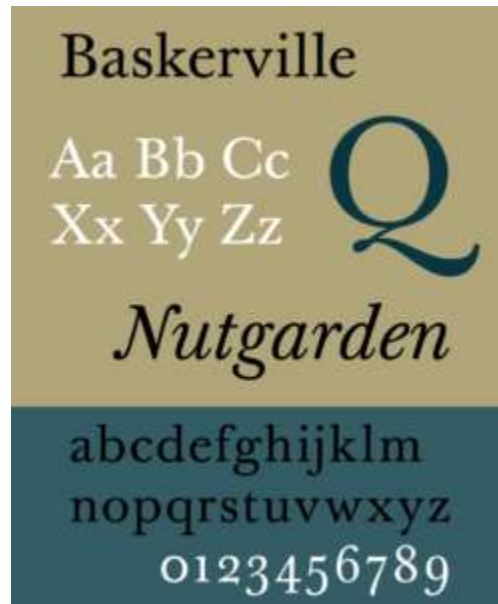 Baskerville
Aa Bb Cc
Xx Yy Zz
Q
Nutgarden
abcdefghijklm
nopqrstuvwxyz
0123456789